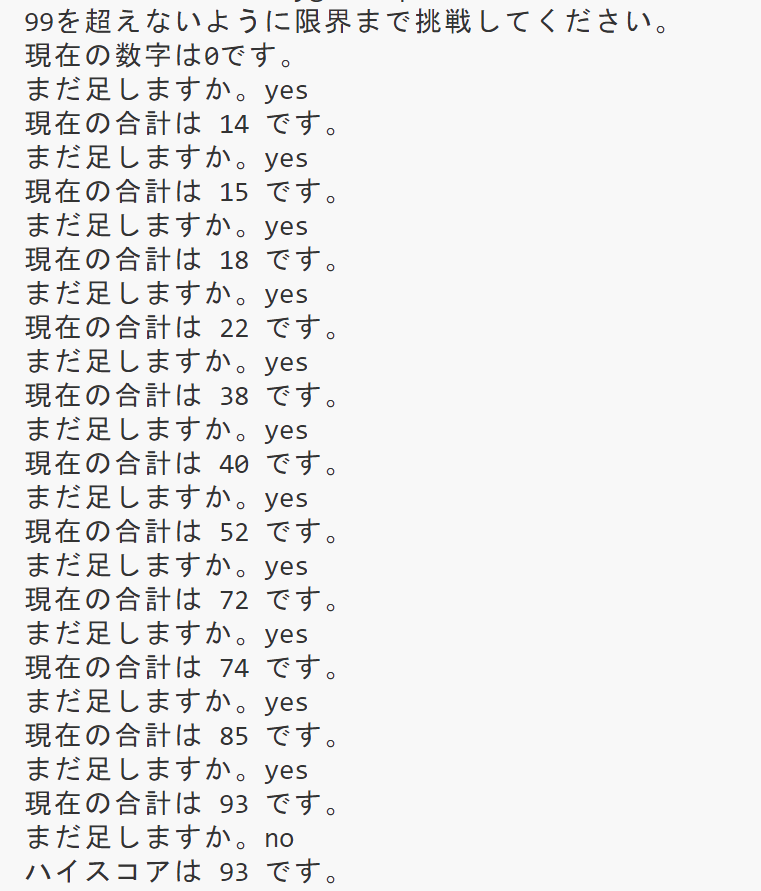 99を超えないように限界まで挑戦してください。
現在の数字は0です。
まだ足しますか。yes
現在の合計は 14 です。
まだ足しますか。yes
現在の合計は 15 です。
まだ足しますか。yes
現在の合計は 18 です。
まだ足しますか。yes
現在の合計は 22 です。
まだ足しますか。yes
現在の合計は 38 です。
まだ足しますか。yes
現在の合計は 40 です。
まだ足しますか。yes
現在の合計は 52 です。
まだ足しますか。yes
現在の合計は 72 です。
まだ足しますか。yes
現在の合計は 74 です。
まだ足しますか。yes
現在の合計は 85 です。
まだ足しますか。yes
現在の合計は 93 です。
まだ足しますか。no
ハイスコアは 93 です。